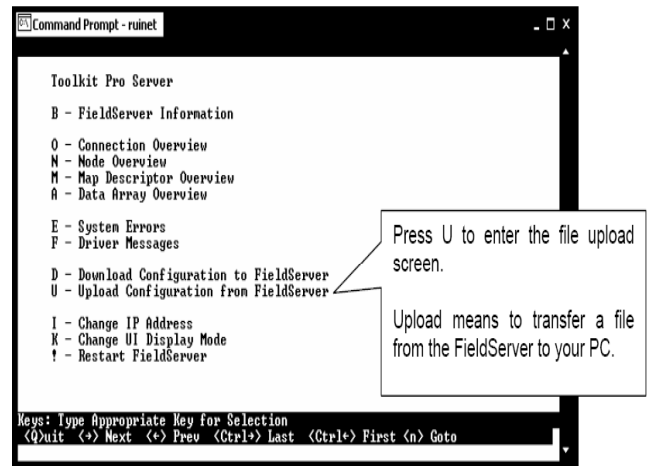 Command Prompt - ruinet
Toolkit Pro Server
B - FieldServer Information
O - Connection Overview
N - Node Overview
M - Map Descriptor Overview
A - Data Array Overview
E - System Errors
F - Driver Messages
D - Download Configuration to FieldServer
U - Upload Configuration from FieldServer
I - Change IP Address
K - Change UI Display Mode
! - Restart FieldServer
Press U to enter the file upload
screen.
Upload means to transfer a file
from the FieldServer to your PC.
Keys: Type Appropriate Key for Selection
<Q>uit <→> Next <←> Prev <Ctrl→> Last <Ctrl←> First <n> Goto